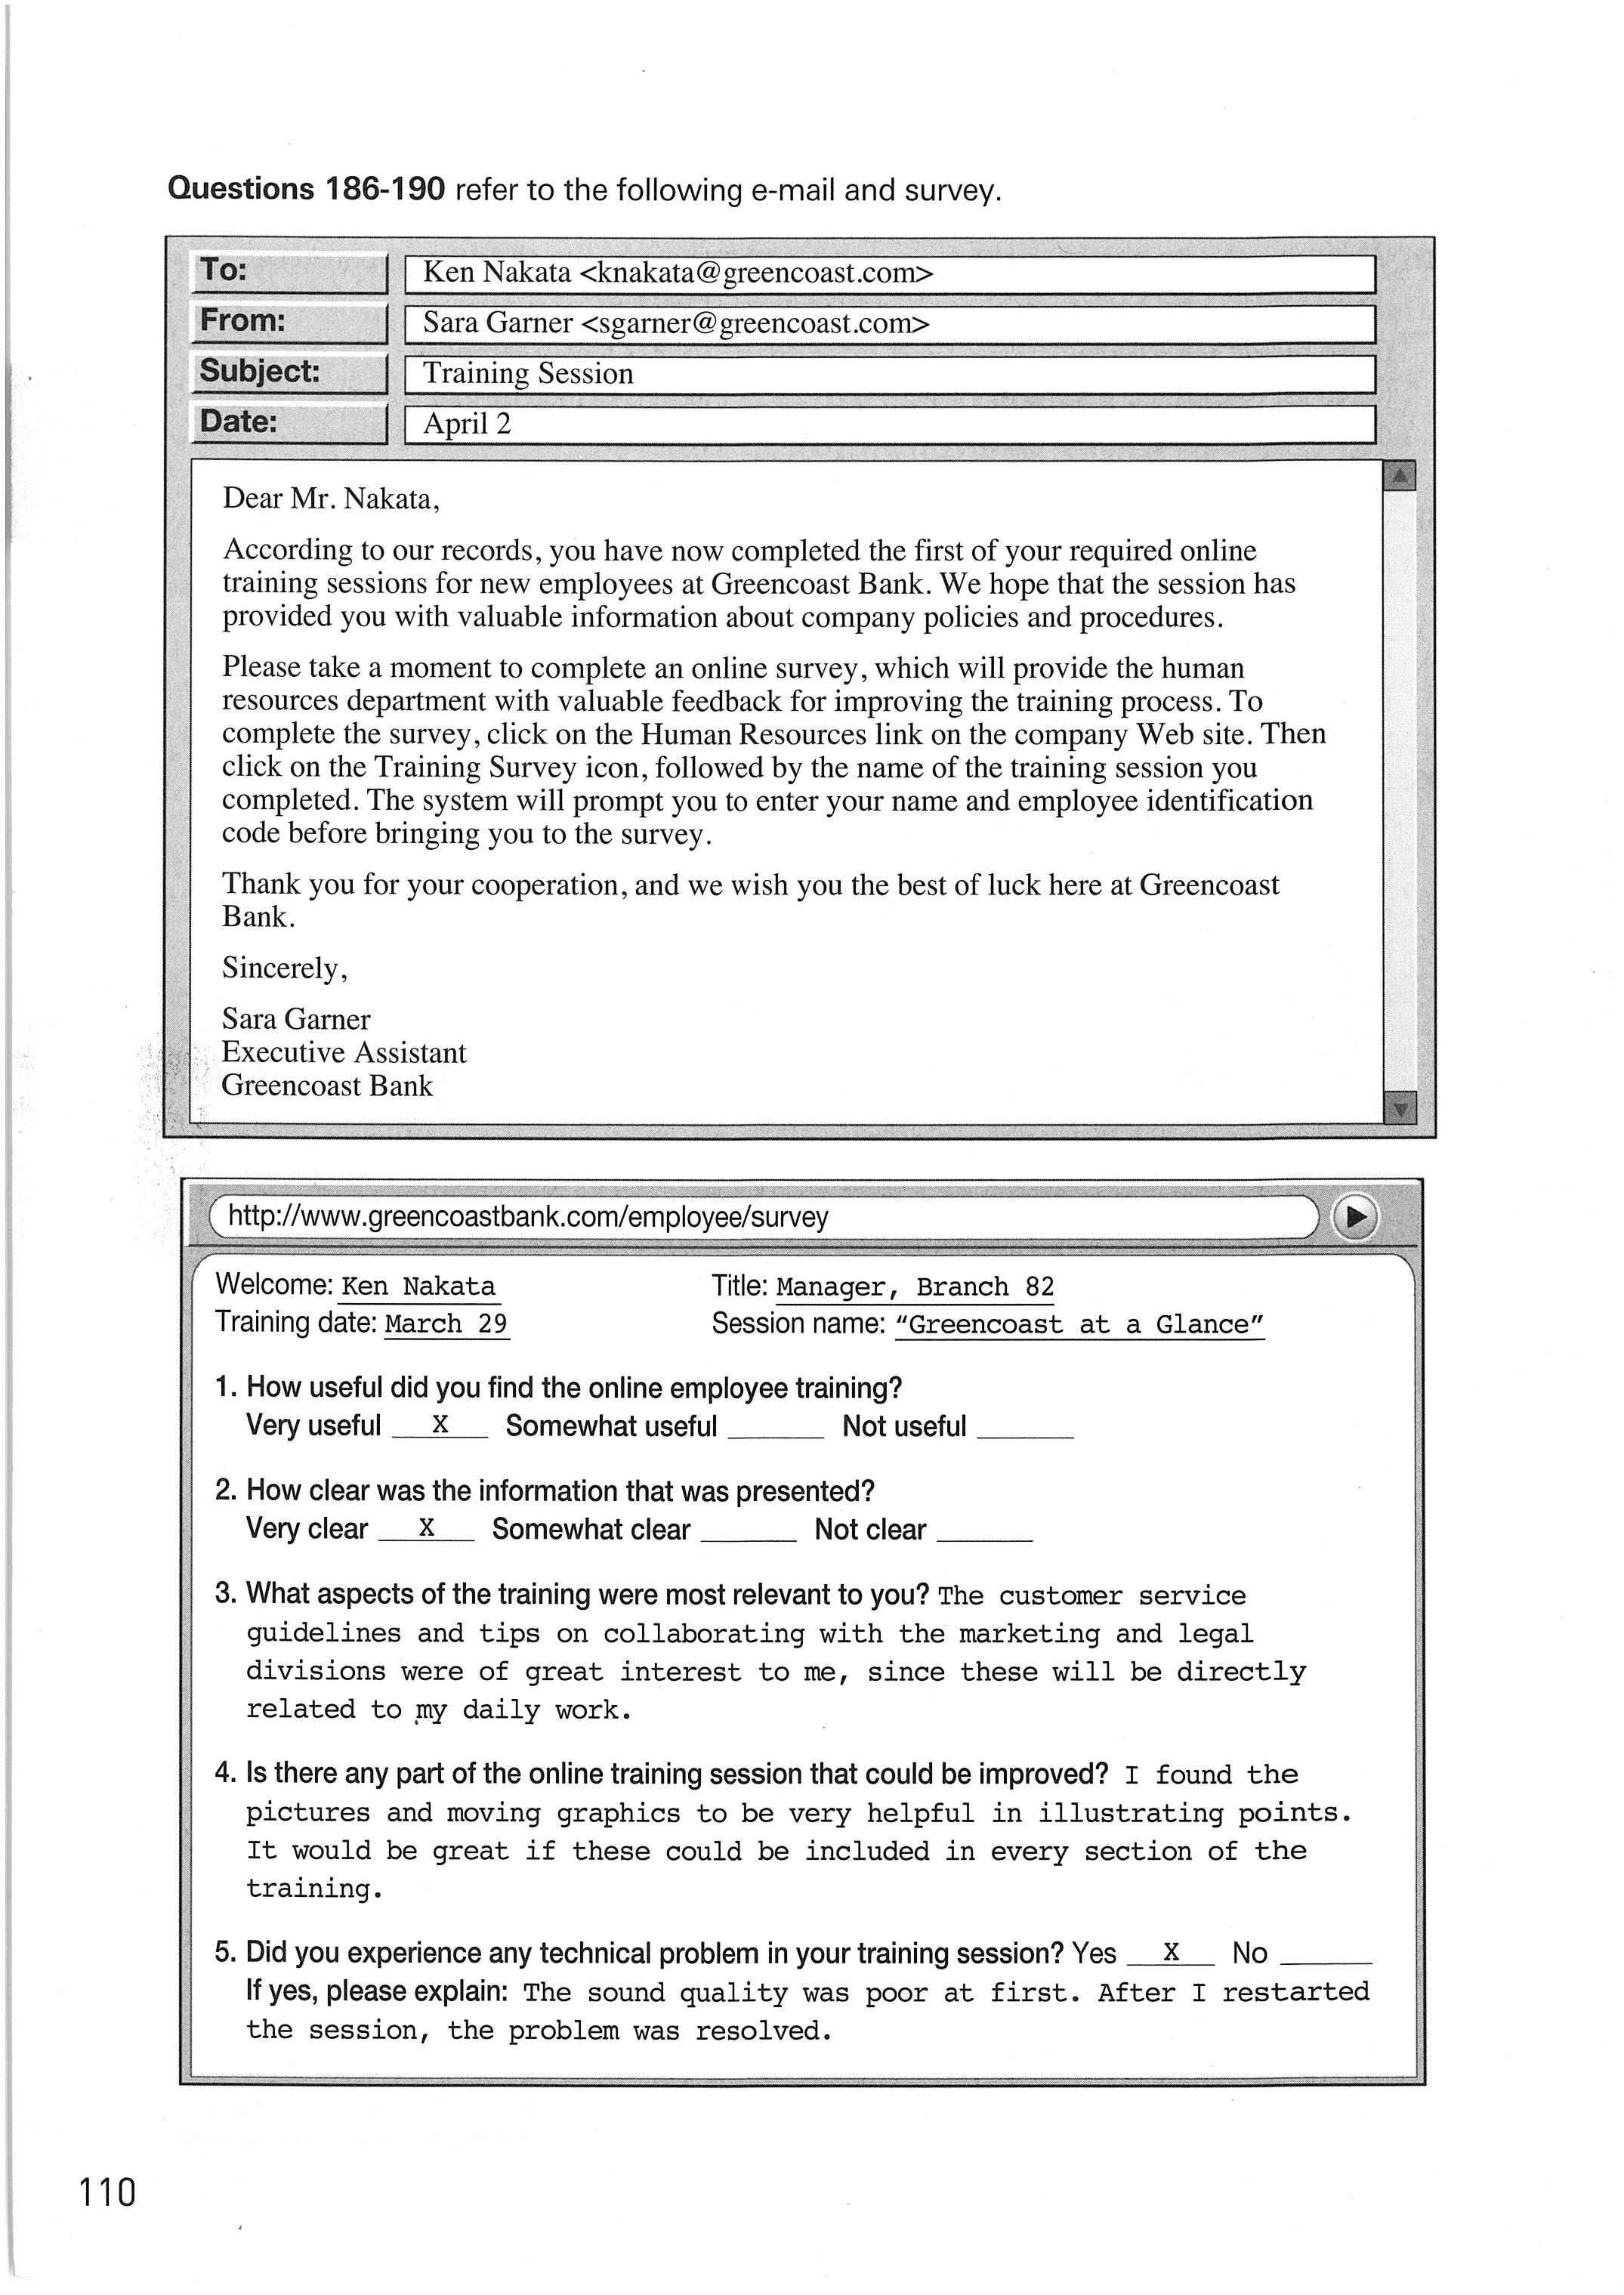 Questions 186-190 refer to the following e-mail and survey.
To: Ken Nakata <knakata@greencoast.com>
From: Sara Garner <sgarner@greencoast.com>
Subject: Training Session
Date: April 2
Dear Mr. Nakata,
According to our records, you have now completed the first of your required online
training sessions for new employees at Greencoast Bank. We hope that the session has
provided you with valuable information about company policies and procedures.
Please take a moment to complete an online survey, which will provide the human
resources department with valuable feedback for improving the training process. To
complete the survey, click on the Human Resources link on the company Web site. Then
click on the Training Survey icon, followed by the name of the training session you
completed. The system will prompt you to enter your name and employee identification
code before bringing you to the survey.
Thank you for your cooperation, and we wish you the best of luck here at Greencoast
Bank.
Sincerely,
Sara Garner
Executive Assistant
Greencoast Bank
http://www.greencoastbank.com/employee/survey
Welcome: Ken Nakata Title: Manager, Branch 82
Training date: March 29 Session name: "Greencoast at a Glance"
1. How useful did you find the online employee training?
Very useful X Somewhat useful ______ Not useful ______
2. How clear was the information that was presented?
Very clear X Somewhat clear ______ Not clear ______
3. What aspects of the training were most relevant to you? The customer service
guidelines and tips on collaborating with the marketing and legal
divisions were of great interest to me, since these will be directly
related to my daily work.
4. Is there any part of the online training session that could be improved? I found the
pictures and moving graphics to be very helpful in illustrating points.
It would be great if these could be included in every section of the
training.
5. Did you experience any technical problem in your training session? Yes X No ______
If yes, please explain: The sound quality was poor at first. After I restarted
the session, the problem was resolved.
110